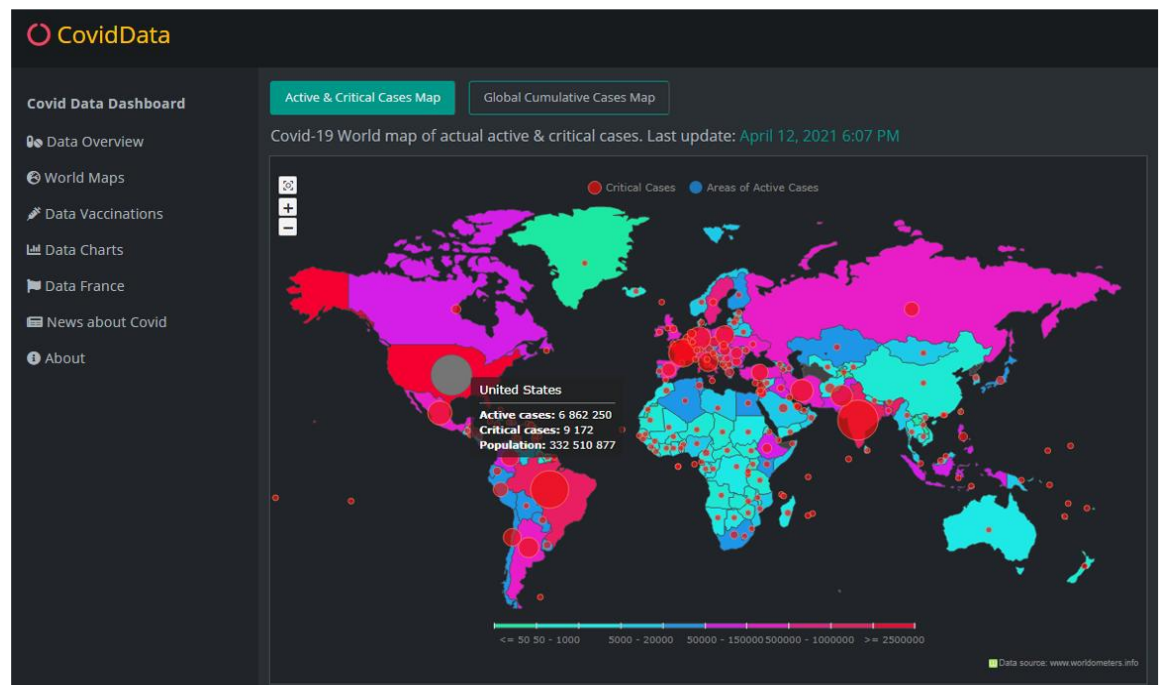 CovidData
Covid Data Dashboard
Data Overview
World Maps
Data Vaccinations
Data Charts
Data France
News about Covid
About
Active & Critical Cases Map
Global Cumulative Cases Map
Covid-19 World map of actual active & critical cases. Last update: April 12, 2021 6:07 PM
Critical Cases Areas of Active Cases
+
−
United States
Active cases: 6 862 250
Critical cases: 9 172
Population: 332 510 877
<= 50 50 - 1000 5000 - 20000 50000 - 150000 500000 - 1000000 >= 2500000
Data source: www.worldometers.info